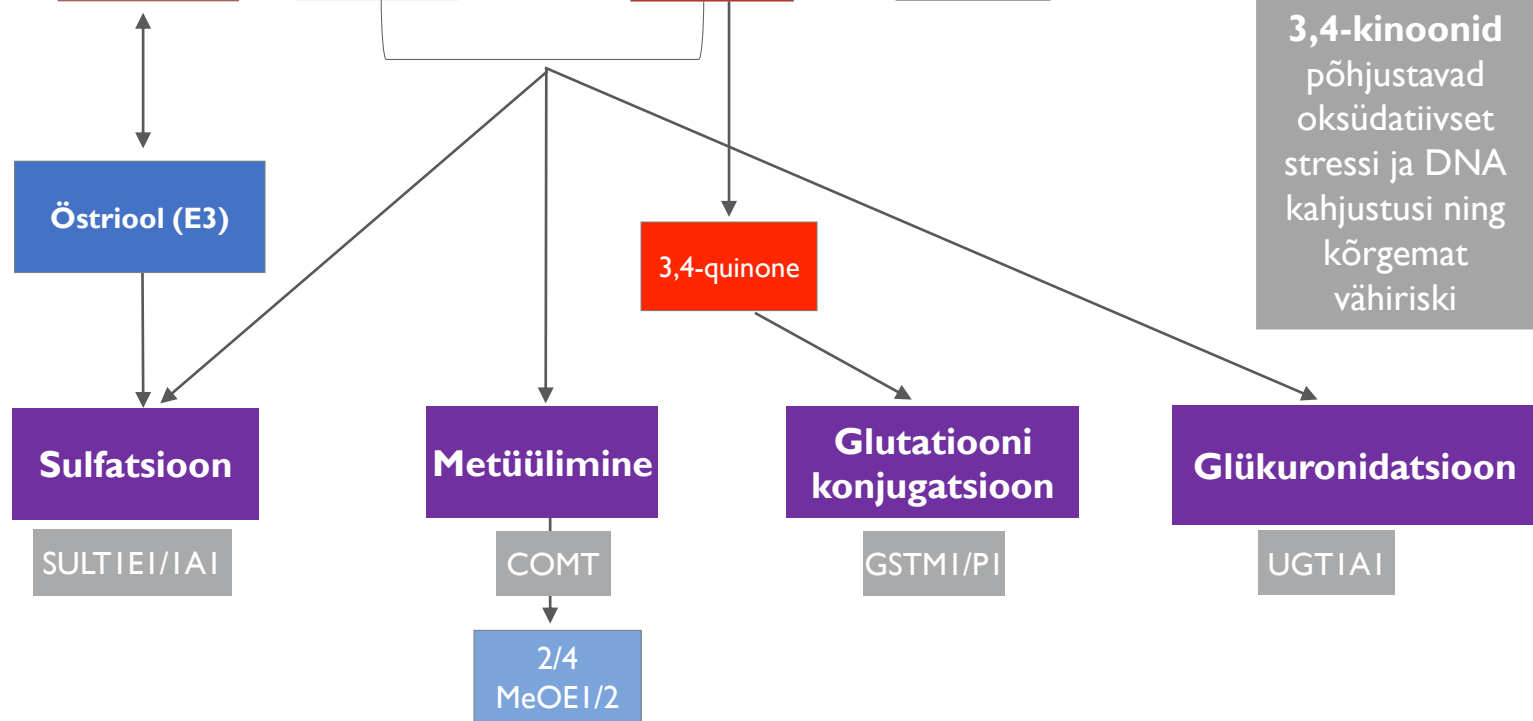 3,4-kinoonid
põhjustavad
oksüdatiivset
stressi ja DNA
kahjustusi ning
kõrgemat
vähiriski
Östriool (E3)
3,4-quinone
Sulfatsioon
Metüülimine
Glutatiooni
konjugatsioon
Glükuronidatsioon
SULT1E1/1A1
COMT
GSTM1/P1
UGT1A1
2/4
MeOE1/2